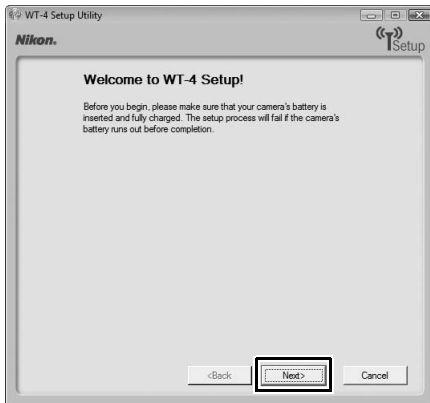 WT-4 Setup Utility
Nikon.
Setup
Welcome to WT-4 Setup!
Before you begin, please make sure that your camera's battery is
inserted and fully charged. The setup process will fail if the camera's
battery runs out before completion.
<Back
Next>
Cancel